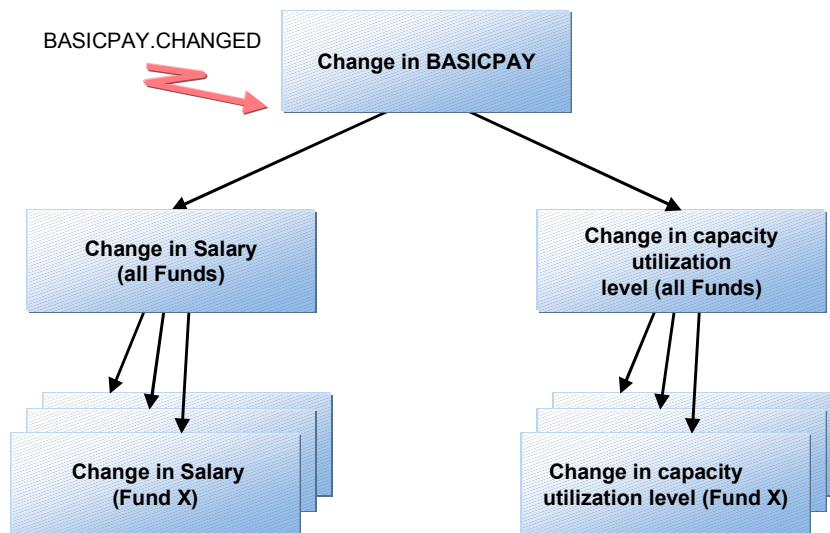 BASICPAY.CHANGED
Change in BASICPAY
Change in Salary
(all Funds)
Change in capacity
utilization
level (all Funds)
Change in Salary
(Fund X)
Change in capacity
utilization level (Fund X)